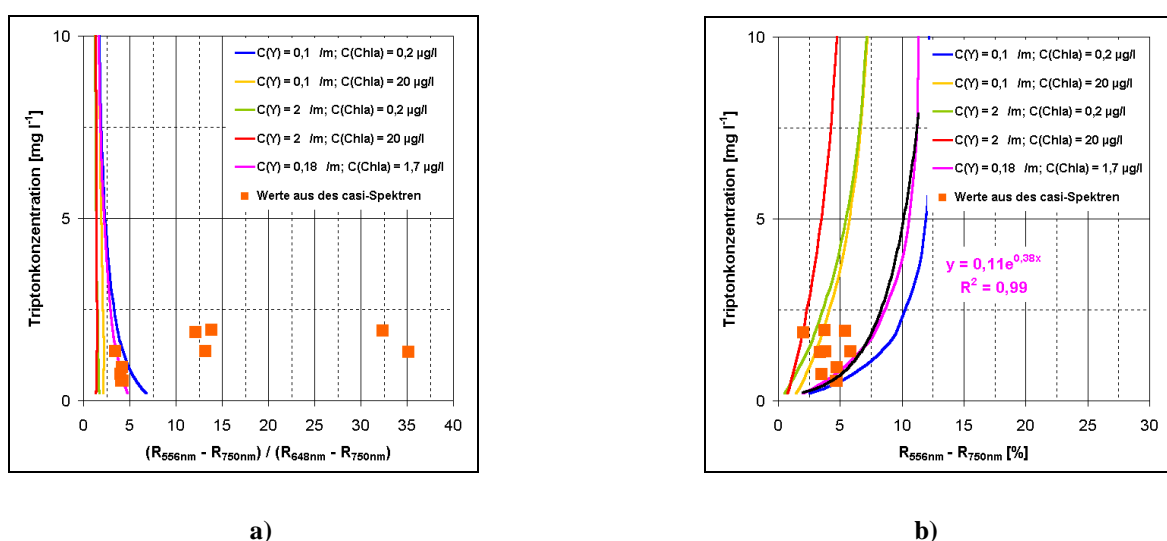 10
5
0
Triptonkonzentration [mg l⁻¹]
C(Y) = 0,1 /m; C(Chla) = 0,2 µg/l
C(Y) = 0,1 /m; C(Chla) = 20 µg/l
C(Y) = 2 /m; C(Chla) = 0,2 µg/l
C(Y) = 2 /m; C(Chla) = 20 µg/l
C(Y) = 0,18 /m; C(Chla) = 1,7 µg/l
Werte aus des casi-Spektren
0 5 10 15 20 25 30 35 40
(R556nm - R750nm) / (R648nm - R750nm)
a)
10
5
0
Triptonkonzentration [mg l⁻¹]
C(Y) = 0,1 /m; C(Chla) = 0,2 µg/l
C(Y) = 0,1 /m; C(Chla) = 20 µg/l
C(Y) = 2 /m; C(Chla) = 0,2 µg/l
C(Y) = 2 /m; C(Chla) = 20 µg/l
C(Y) = 0,18 /m; C(Chla) = 1,7 µg/l
Werte aus des casi-Spektren
y = 0,11e^0,38x
R² = 0,99
0 5 10 15 20 25 30
R556nm - R750nm [%]
b)